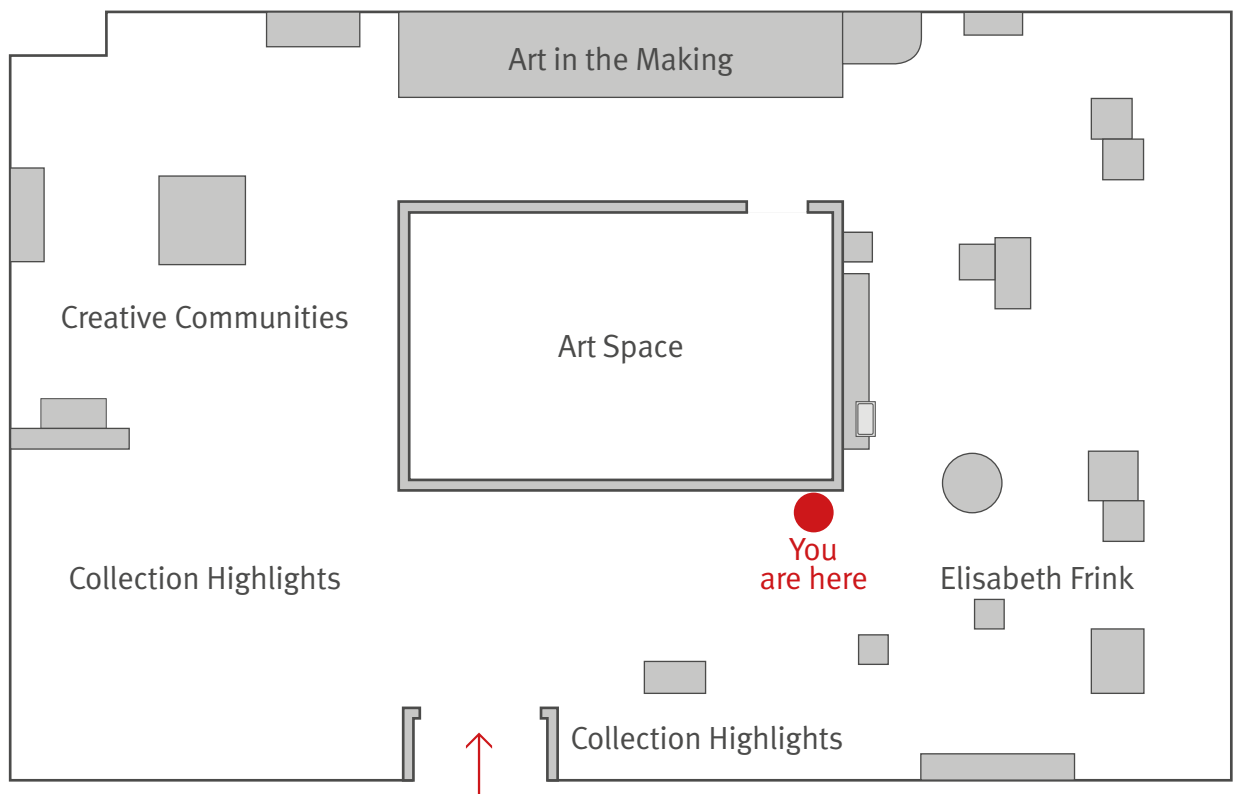 Art in the Making
Creative Communities
Art Space
You
are here
Collection Highlights
Elisabeth Frink
Collection Highlights